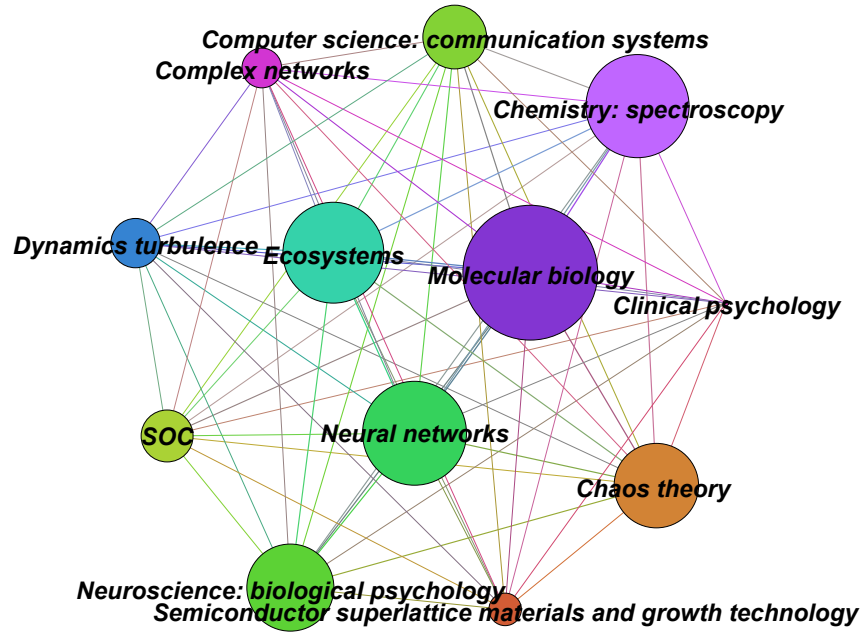 Computer science: communication systems
Complex networks
Chemistry: spectroscopy
Dynamics turbulence
Ecosystems
Molecular biology
Clinical psychology
SOC
Neural networks
Chaos theory
Neuroscience: biological psychology
Semiconductor superlattice materials and growth technology